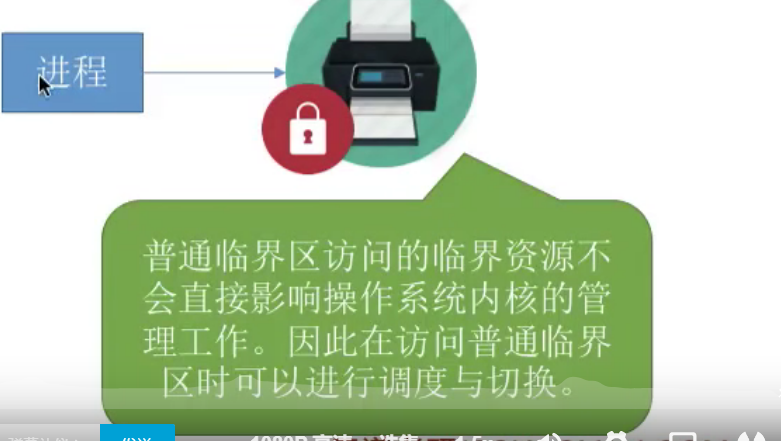 进程
普通临界区访问的临界资源不
会直接影响操作系统内核的管
理工作。因此在访问普通临界
区时可以进行调度与切换。